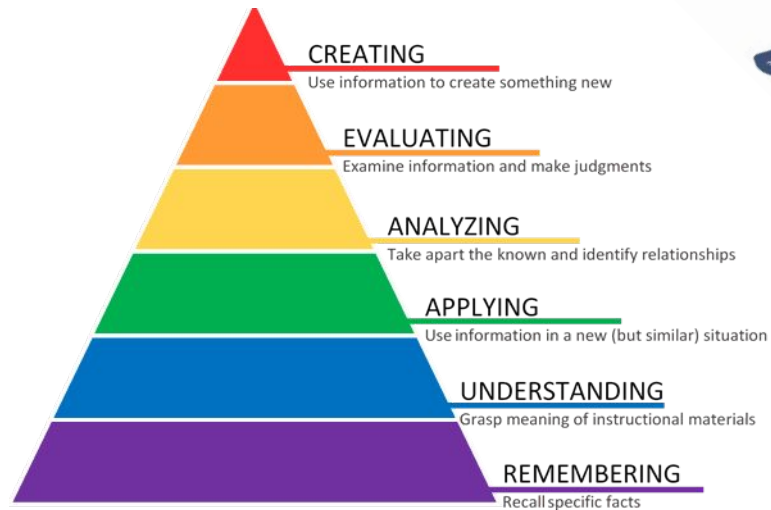 CREATING
Use information to create something new
EVALUATING
Examine information and make judgments
ANALYZING
Take apart the known and identify relationships
APPLYING
Use information in a new (but similar) situation
UNDERSTANDING
Grasp meaning of instructional materials
REMEMBERING
Recall specific facts